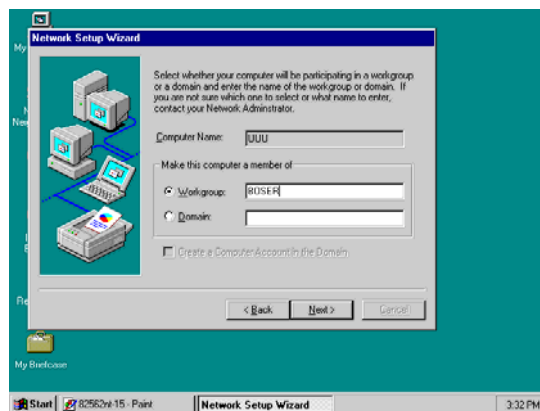 My
Network Setup Wizard
Select whether your computer will be participating in a workgroup
or a domain and enter the name of the workgroup or domain. If
you are not sure which one to select or what name to enter,
contact your Network Adminstrator.
Computer Name: UUU
Make this computer a member of
Workgroup: BOSER
Domain:
Create a Computer Account in the Domain
< Back
Next >
Cancel
My Briefcase
Start
82562nt-15 - Paint
Network Setup Wizard
3:32 PM